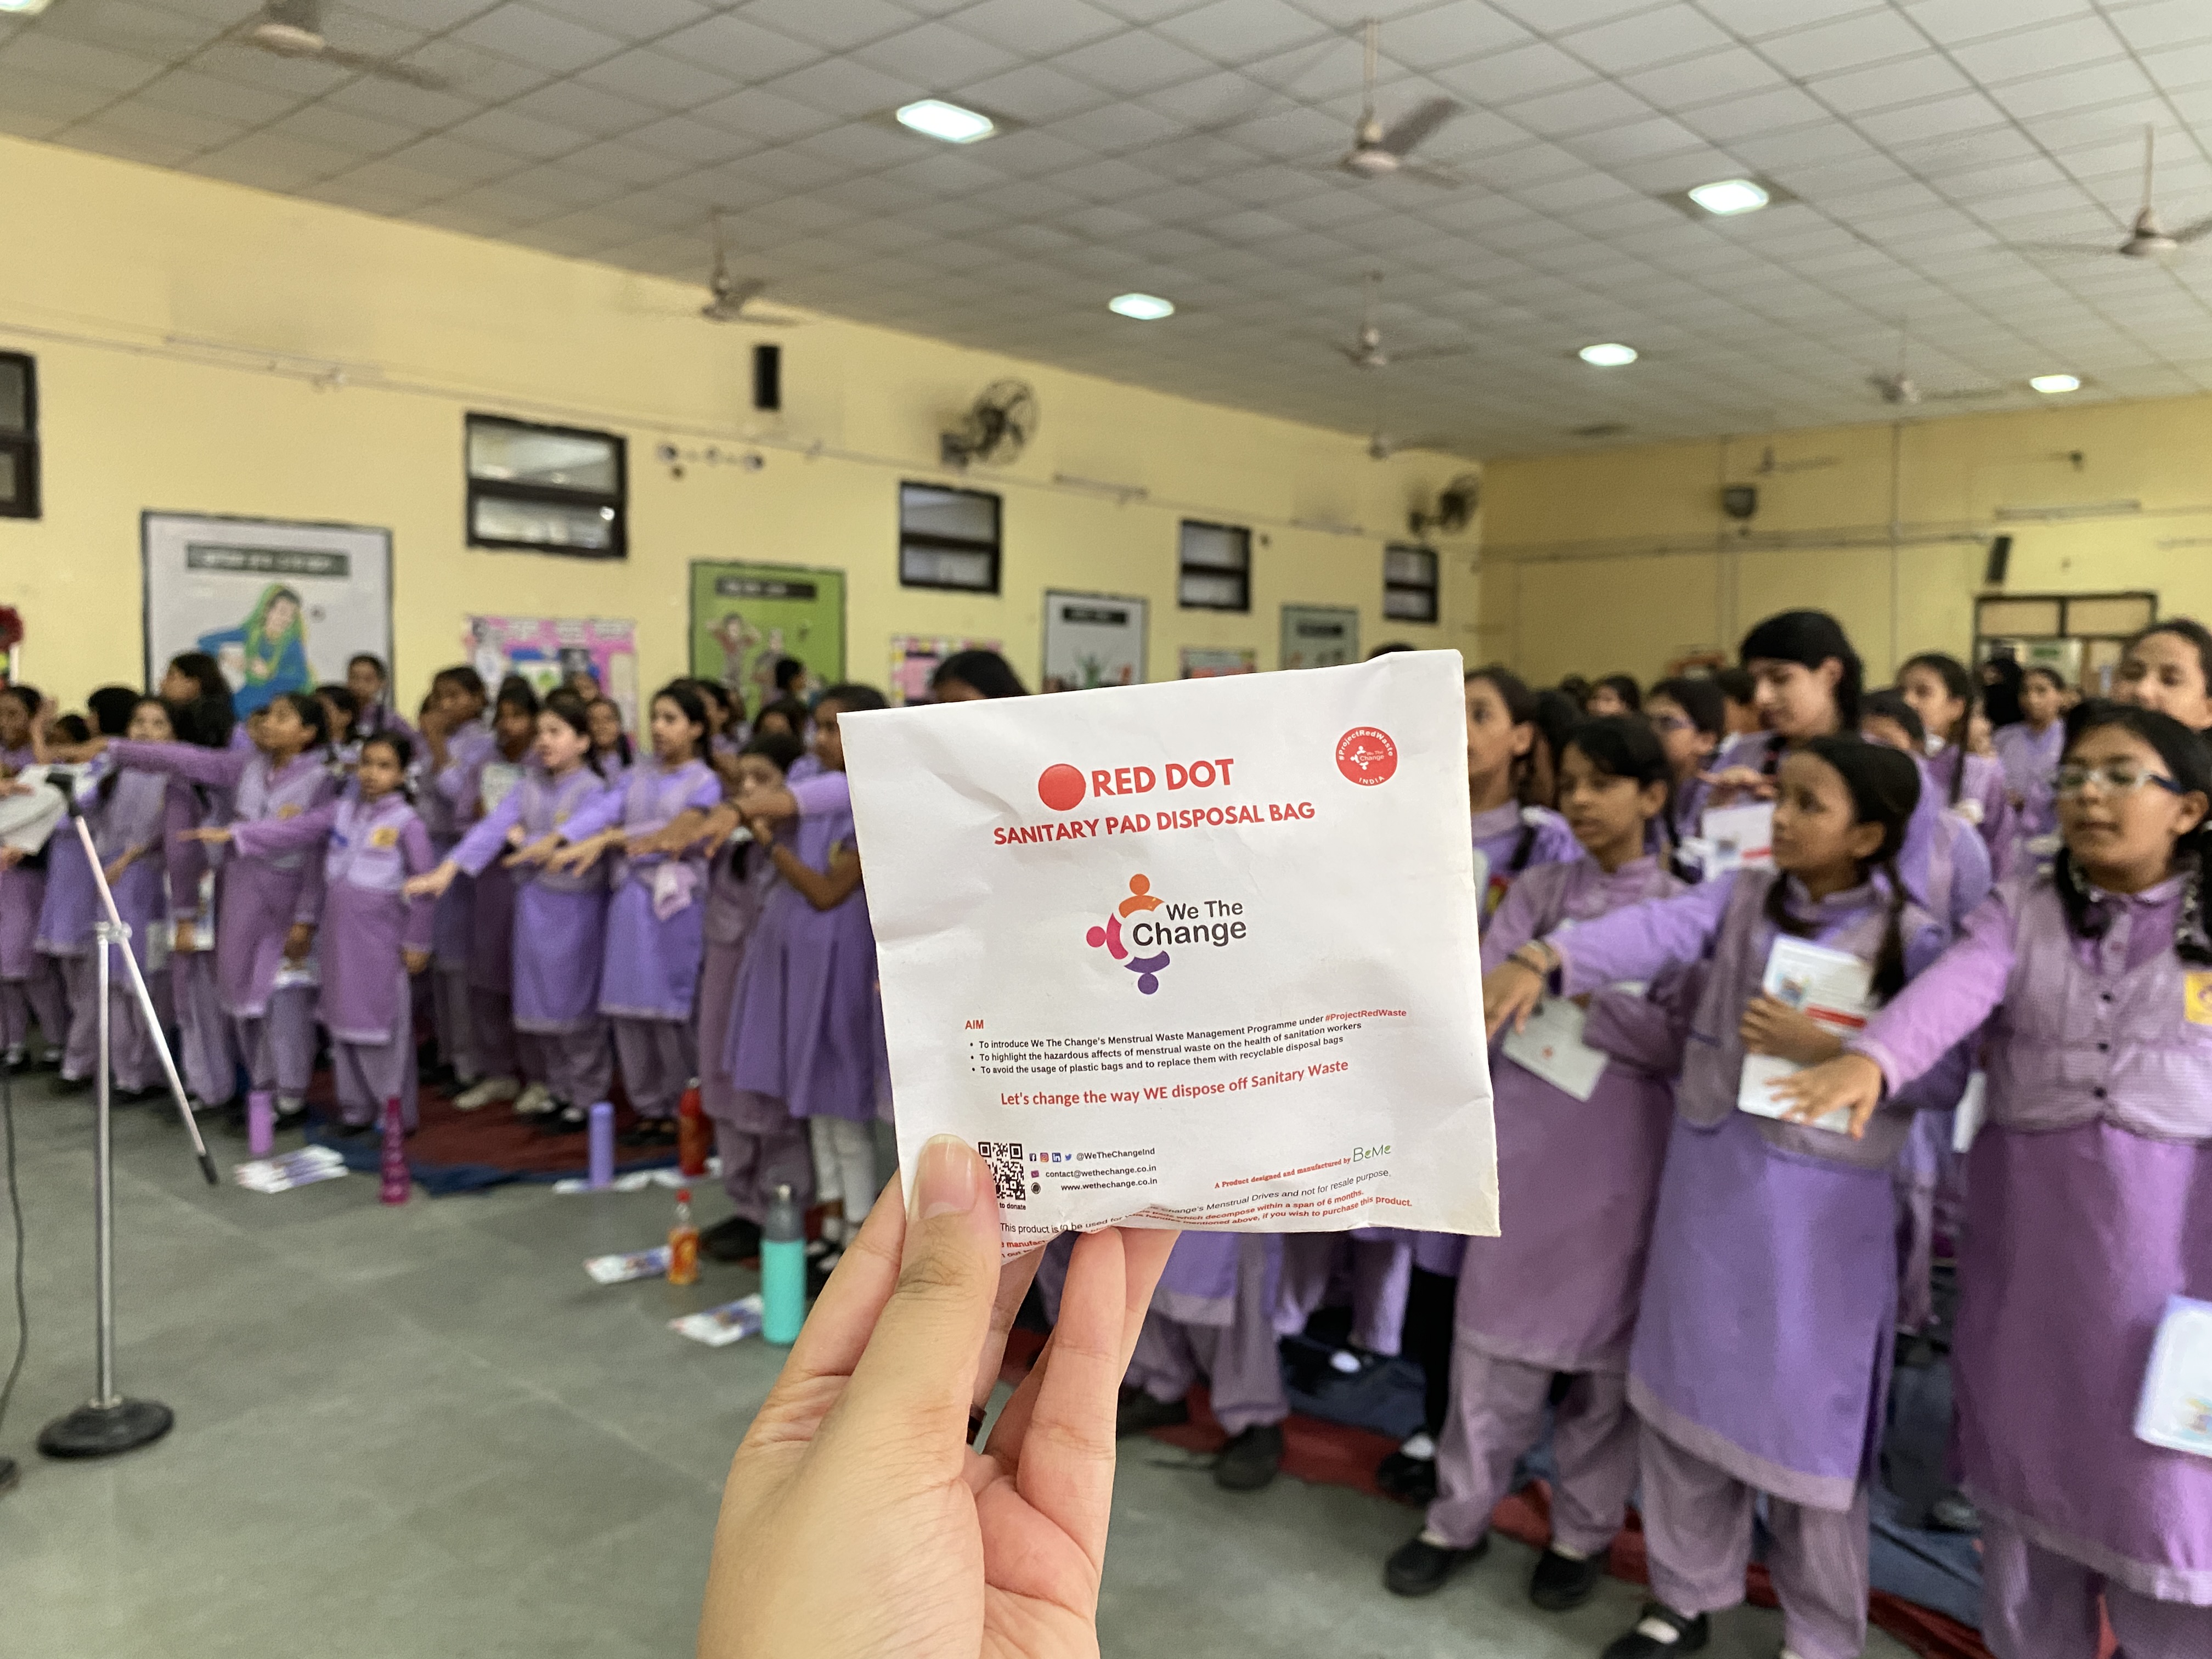 RED DOT
SANITARY PAD DISPOSAL BAG
#ProjectRedWaste
We The
Change
INDIA
We The
Change
AIM
• To introduce We The Change's Menstrual Waste Management Programme under #ProjectRedWaste
• To highlight the hazardous affects of menstrual waste on the health of sanitation workers
• To avoid the usage of plastic bags and to replace them with recyclable disposal bags
Let's change the way WE dispose off Sanitary Waste
@WeTheChangeInd
contact@wethechange.co.in
www.wethechange.co.in
to donate
A Product designed and manufactured by BeMe
This product is to be used for Change's Menstrual Drives and not for resale purpose.
which decompose within a span of 6 months.
mentioned above, if you wish to purchase this product.